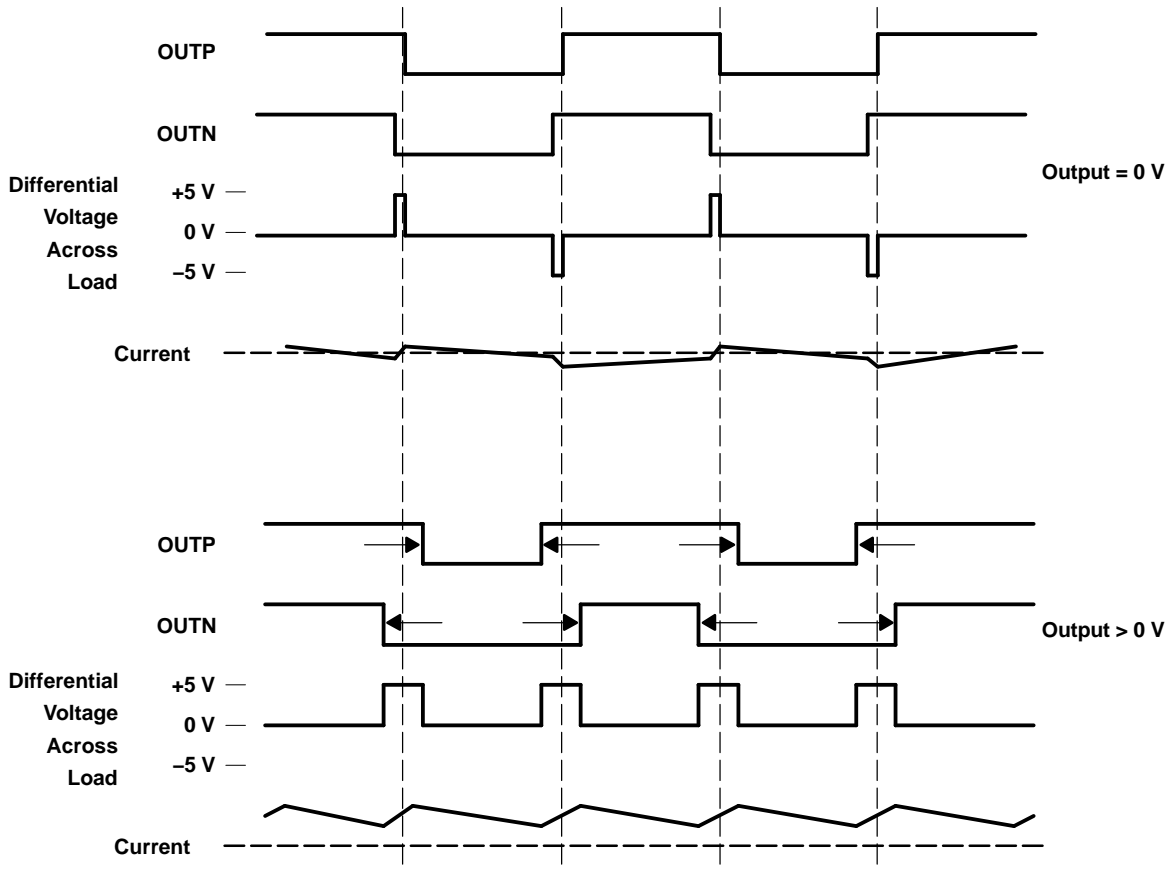 OUTP
OUTN
Output = 0 V
Differential
Voltage
Across
Load
+5 V
0 V
–5 V
Current
OUTP
OUTN
Output > 0 V
Differential
Voltage
Across
Load
+5 V
0 V
–5 V
Current